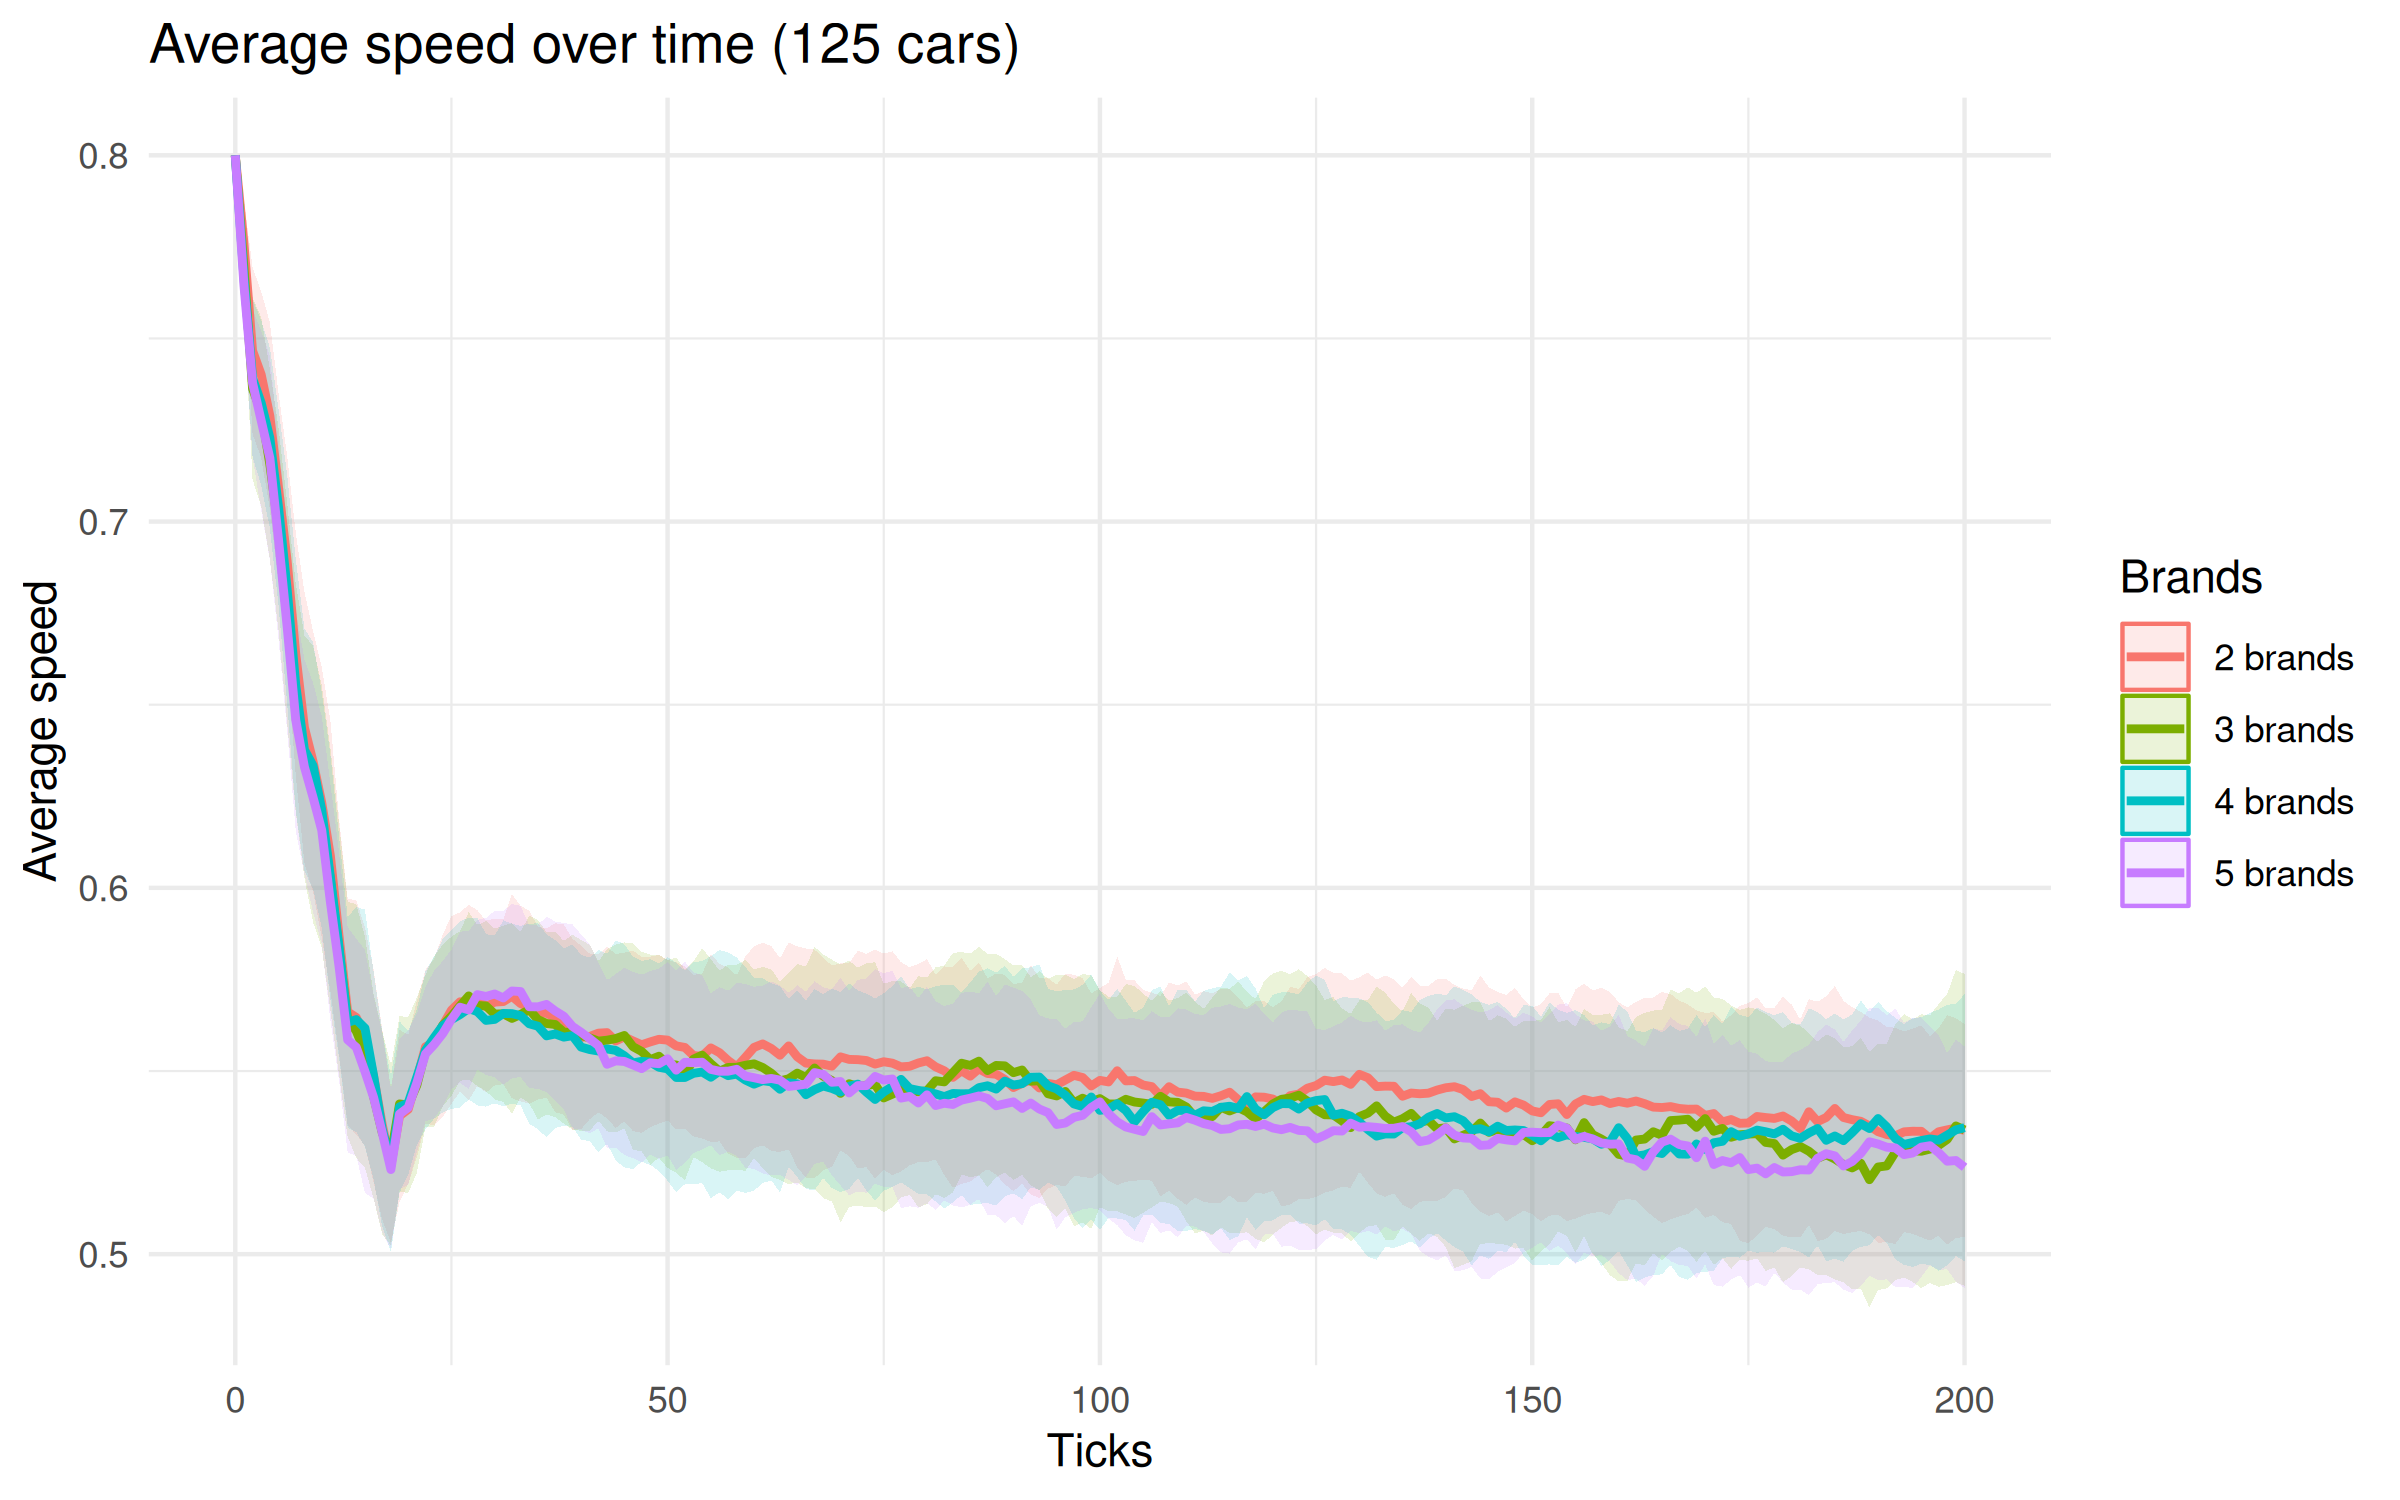 Average speed over time (125 cars)
0.8
0.7
0.6
0.5
Average speed
0 50 100 150 200
Ticks
Brands
2 brands
3 brands
4 brands
5 brands